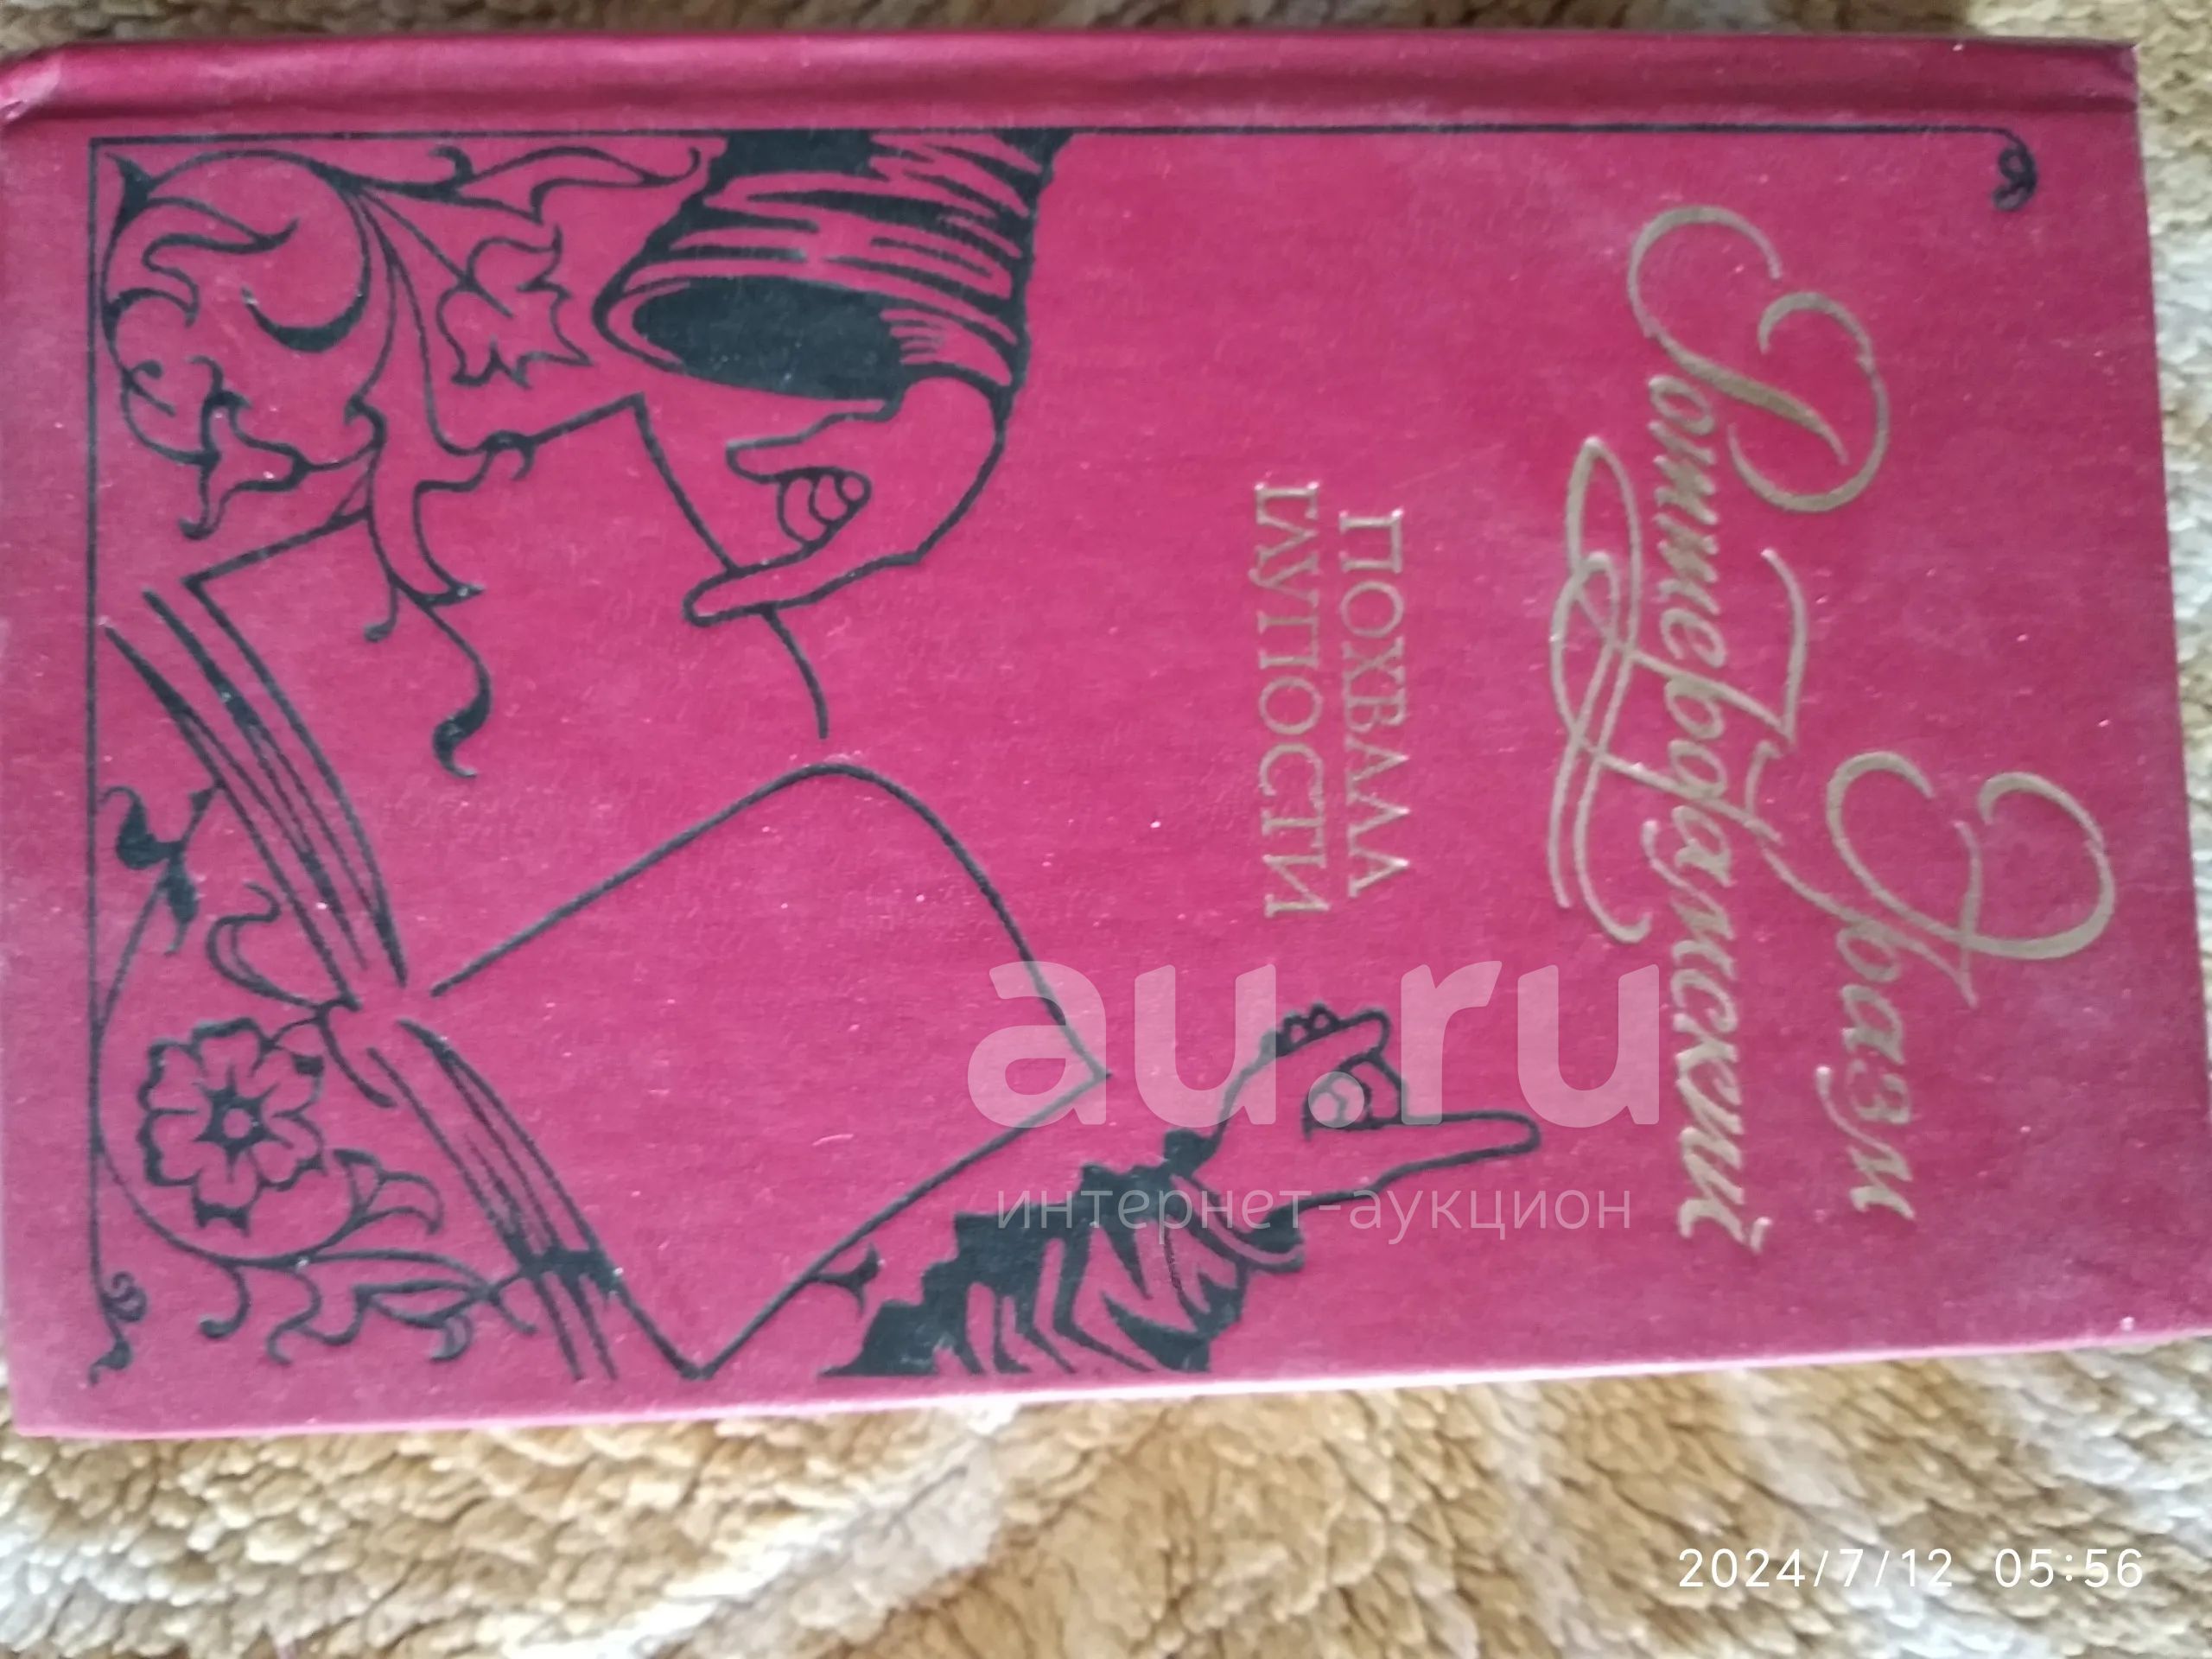 Эразм
Роттердамский
ПОХВАЛА
ГЛУПОСТИ
au.ru
интернет-аукцион
2024/7/12 05:56